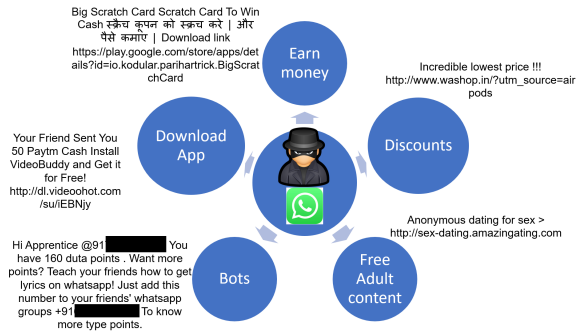 Big Scratch Card Scratch Card To Win
Cash स्क्रैच कूपन को स्क्रच करे | और
पैसे कमाए | Download link
https://play.google.com/store/apps/det
ails?id=io.kodular.parihartrick.BigScrat
chCard
Earn
money
Incredible lowest price !!!
http://www.washop.in/?utm_source=air
pods
Discounts
Download
App
Your Friend Sent You
50 Paytm Cash Install
VideoBuddy and Get it
for Free!
http://dl.videoohot.com
/su/iEBNjy
Anonymous dating for sex >
http://sex-dating.amazingating.com
Free
Adult
content
Bots
Hi Apprentice @91 You
have 160 duta points . Want more
points? Teach your friends how to get
lyrics on whatsapp! Just add this
number to your friends' whatsapp
groups +91 To know
more type points.